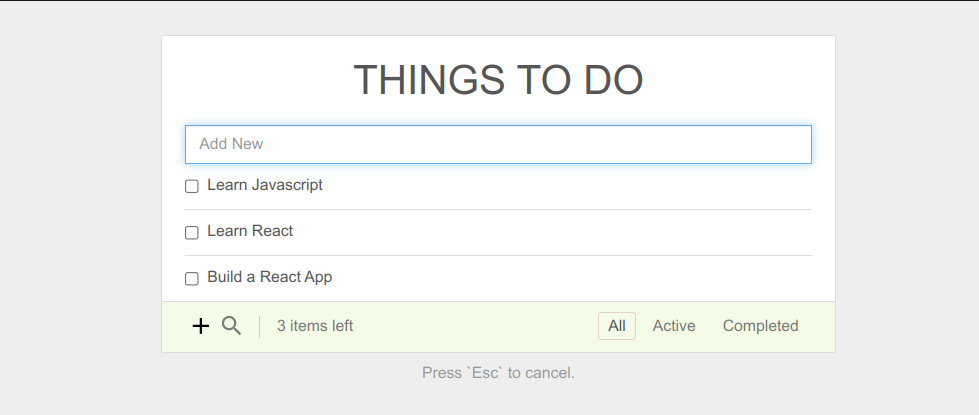 THINGS TO DO
Add New
Learn Javascript
Learn React
Build a React App
3 items left All Active Completed
Press `Esc` to cancel.